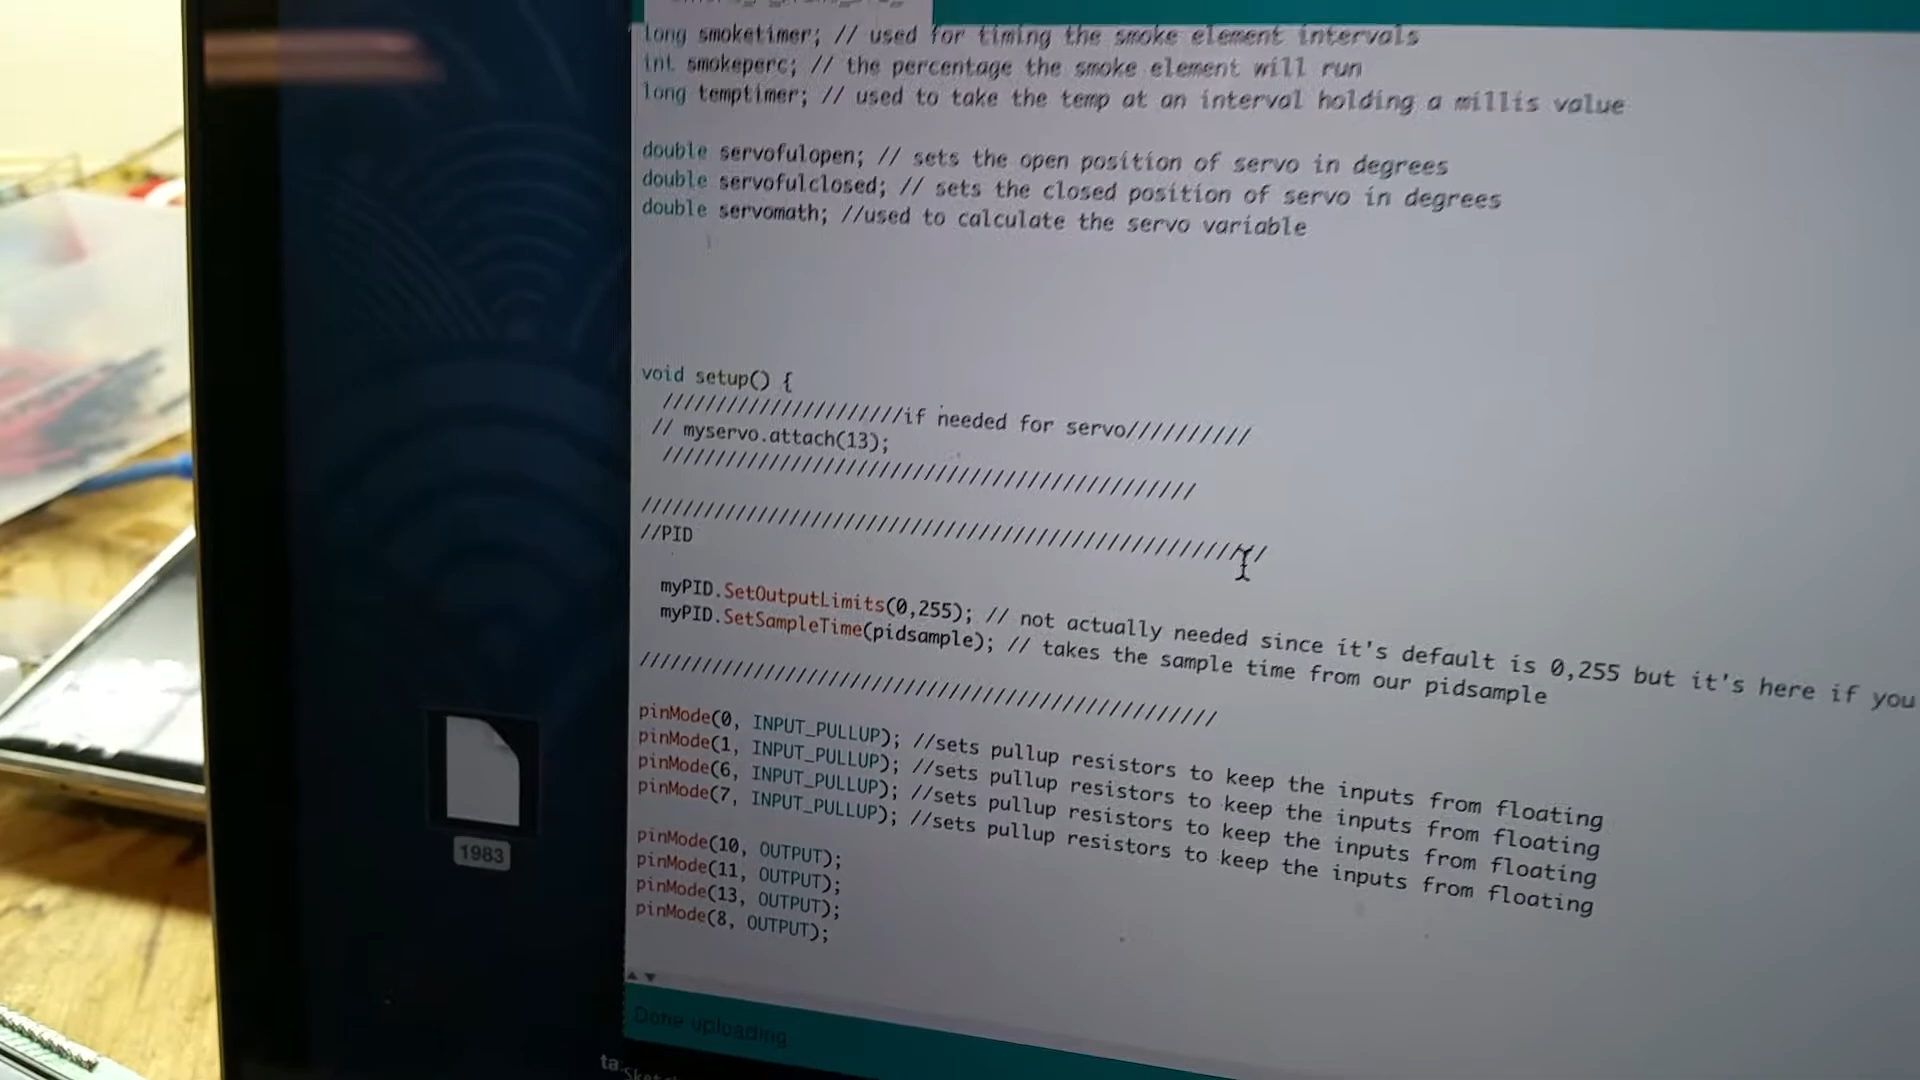 long smoketimer; // used for timing the smoke element intervals
int smokeperc; // the percentage the smoke element will run
long temptimer; // used to take the temp at an interval holding a millis value
double servofulopen; // sets the open position of servo in degrees
double servofulclosed; // sets the closed position of servo in degrees
double servomath; //used to calculate the servo variable
void setup() {
//////////////////////if needed for servo//////////
// myservo.attach(13);
/////////////////////////////////////////////////
/////////////////////////////////////////////////////////
//PID
myPID.SetOutputLimits(0,255); // not actually needed since it's default is 0,255 but it's here if you
myPID.SetSampleTime(pidsample); // takes the sample time from our pidsample
/////////////////////////////////////////////////////
pinMode(0, INPUT_PULLUP); //sets pullup resistors to keep the inputs from floating
pinMode(1, INPUT_PULLUP); //sets pullup resistors to keep the inputs from floating
pinMode(6, INPUT_PULLUP); //sets pullup resistors to keep the inputs from floating
pinMode(7, INPUT_PULLUP); //sets pullup resistors to keep the inputs from floating
pinMode(10, OUTPUT);
pinMode(11, OUTPUT);
pinMode(13, OUTPUT);
pinMode(8, OUTPUT);
1983
Done uploading